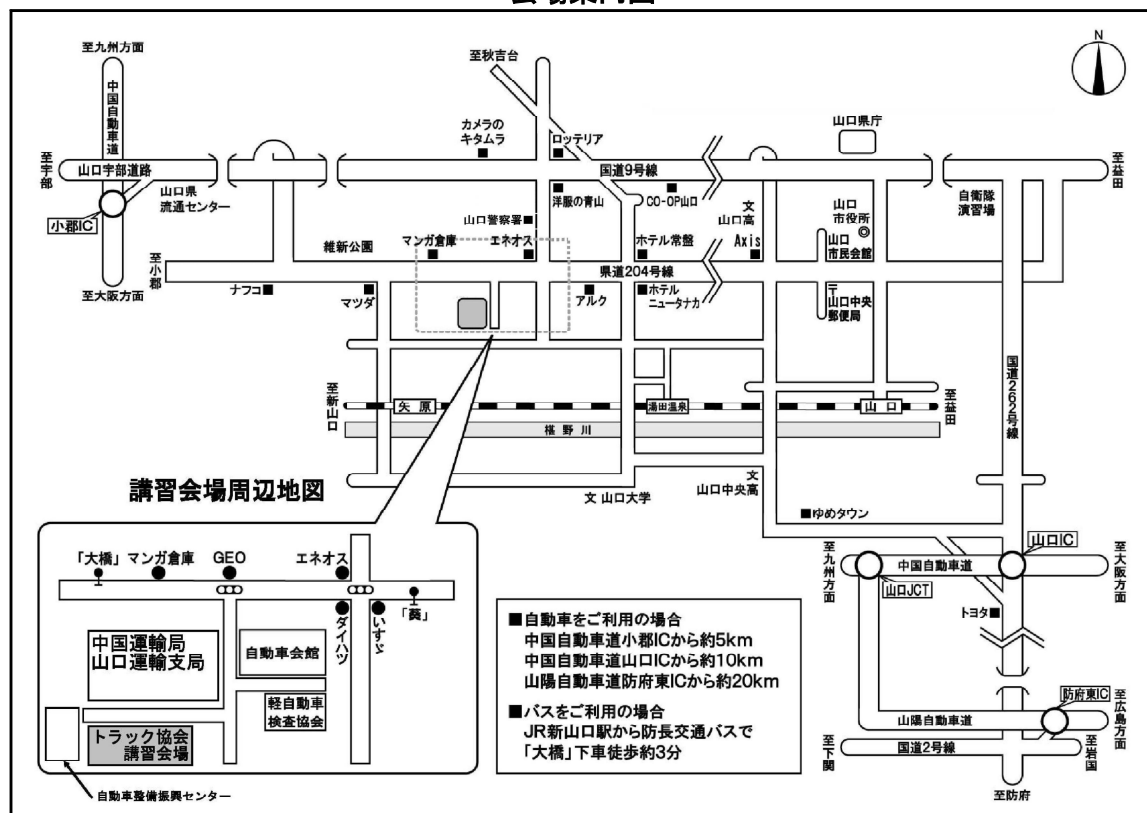 至九州方面
中国自動車道
至宇部
山口宇部道路
小郡IC
至大阪方面
至小郡
山口県
流通センター
ナフコ
維新公園
マツダ
マンガ倉庫
エネオス
山口警察署
カメラの
キタムラ
至秋吉台
ロッテリア
洋服の青山
国道9号線
CO-OP山口
文
山口高
ホテル常盤
Axis
県道204号線
アルク
ホテル
ニュータナカ
山口県庁
山口
市役所
山口
市民会館
〒
山口中央
郵便局
自衛隊
演習場
至益田
N
国道262号線
至新山口
矢原
湯田温泉
山口
至益田
椹野川
文 山口大学
文
山口中央高
ゆめタウン
至九州方面
中国自動車道
山口IC
至大阪方面
山口JCT
トヨタ
防府東IC
山陽自動車道
至広島方面
至下関
国道2号線
至岩国
至防府
講習会場周辺地図
「大橋」
マンガ倉庫
GEO
エネオス
ダイハツ
いすゞ
「葵」
中国運輸局
山口運輸支局
自動車会館
軽自動車
検査協会
トラック協会
講習会場
自動車整備振興センター
■自動車をご利用の場合
中国自動車道小郡ICから約5km
中国自動車道山口ICから約10km
山陽自動車道防府東ICから約20km
■バスをご利用の場合
JR新山口駅から防長交通バスで
「大橋」下車徒歩約3分